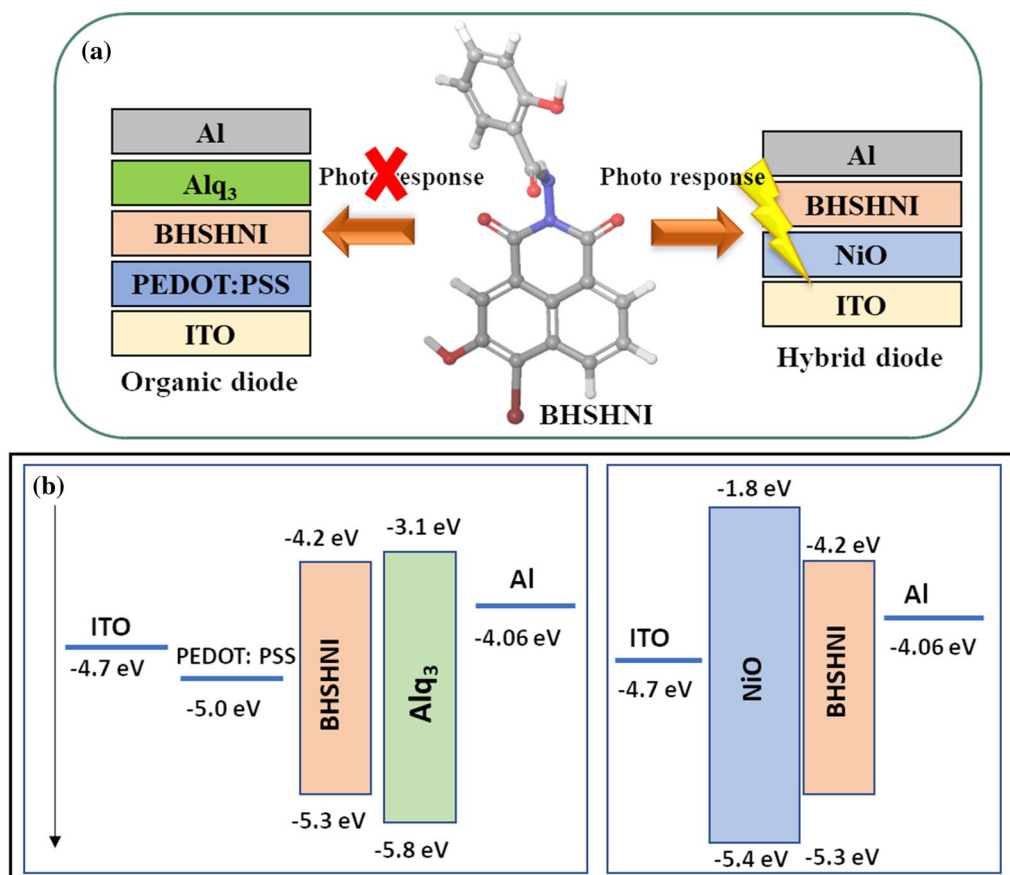 (a)
Al
Alq3
BHSHNI
PEDOT:PSS
ITO
Organic diode
Photo response
Photo response
BHSHNI
Al
BHSHNI
NiO
ITO
Hybrid diode
(b)
ITO
-4.7 eV
PEDOT: PSS
-5.0 eV
-4.2 eV
BHSHNI
-5.3 eV
-3.1 eV
Alq3
-5.8 eV
Al
-4.06 eV
ITO
-4.7 eV
-1.8 eV
NiO
-5.4 eV
-4.2 eV
BHSHNI
-5.3 eV
Al
-4.06 eV